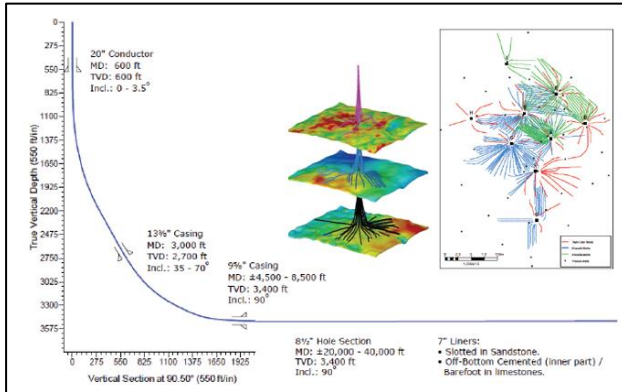 True Vertical Depth (550 ft/in)
0
275
550
825
1100
1375
1650
1925
2200
2475
2750
3025
3300
3575
20" Conductor
MD: 600 ft
TVD: 600 ft
Incl.: 0 - 3.5°
13⅜" Casing
MD: 3,000 ft
TVD: 2,700 ft
Incl.: 35 - 70°
9⅝" Casing
MD: ±4,500 - 8,500 ft
TVD: 3,400 ft
Incl.: 90°
0 275 550 825 1100 1375 1650 1925
Vertical Section at 90.50° (550 ft/in)
8½" Hole Section
MD: ±20,000 - 40,000 ft
TVD: 3,400 ft
Incl.: 90°
7" Liners:
• Slotted in Sandstone.
• Off-Bottom Cemented (inner part) /
Barefoot in limestones.